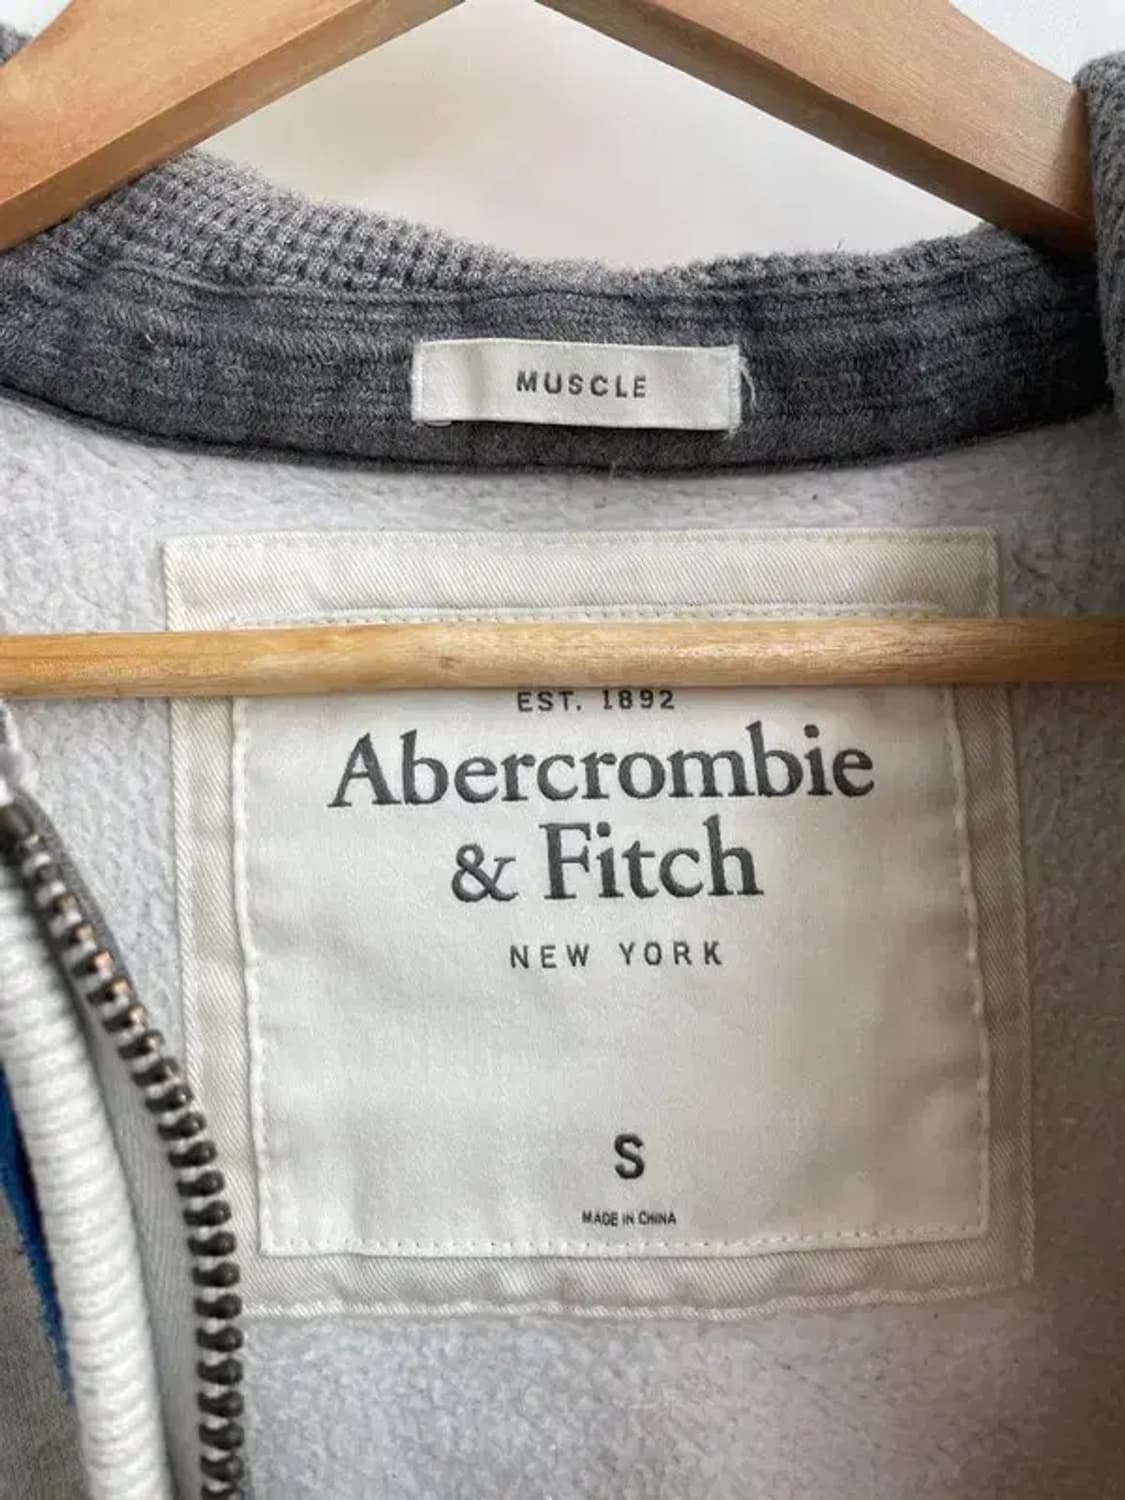 MUSCLE
EST. 1892
Abercrombie
& Fitch
NEW YORK
S
MADE IN CHINA